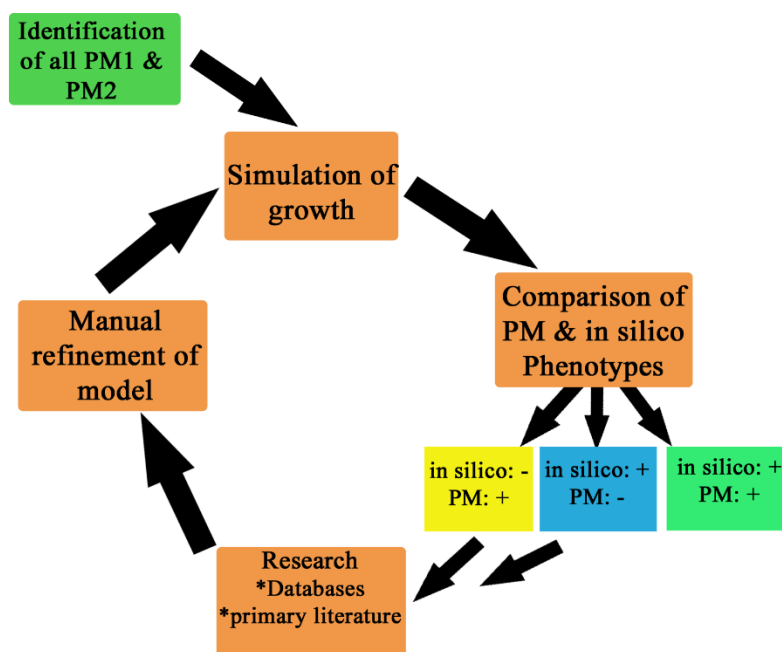 Identification
of all PM1 &
PM2
Simulation of
growth
Comparison of
PM & in silico
Phenotypes
in silico: -
PM: +
in silico: +
PM: -
in silico: +
PM: +
Research
*Databases
*primary literature
Manual
refinement of
model